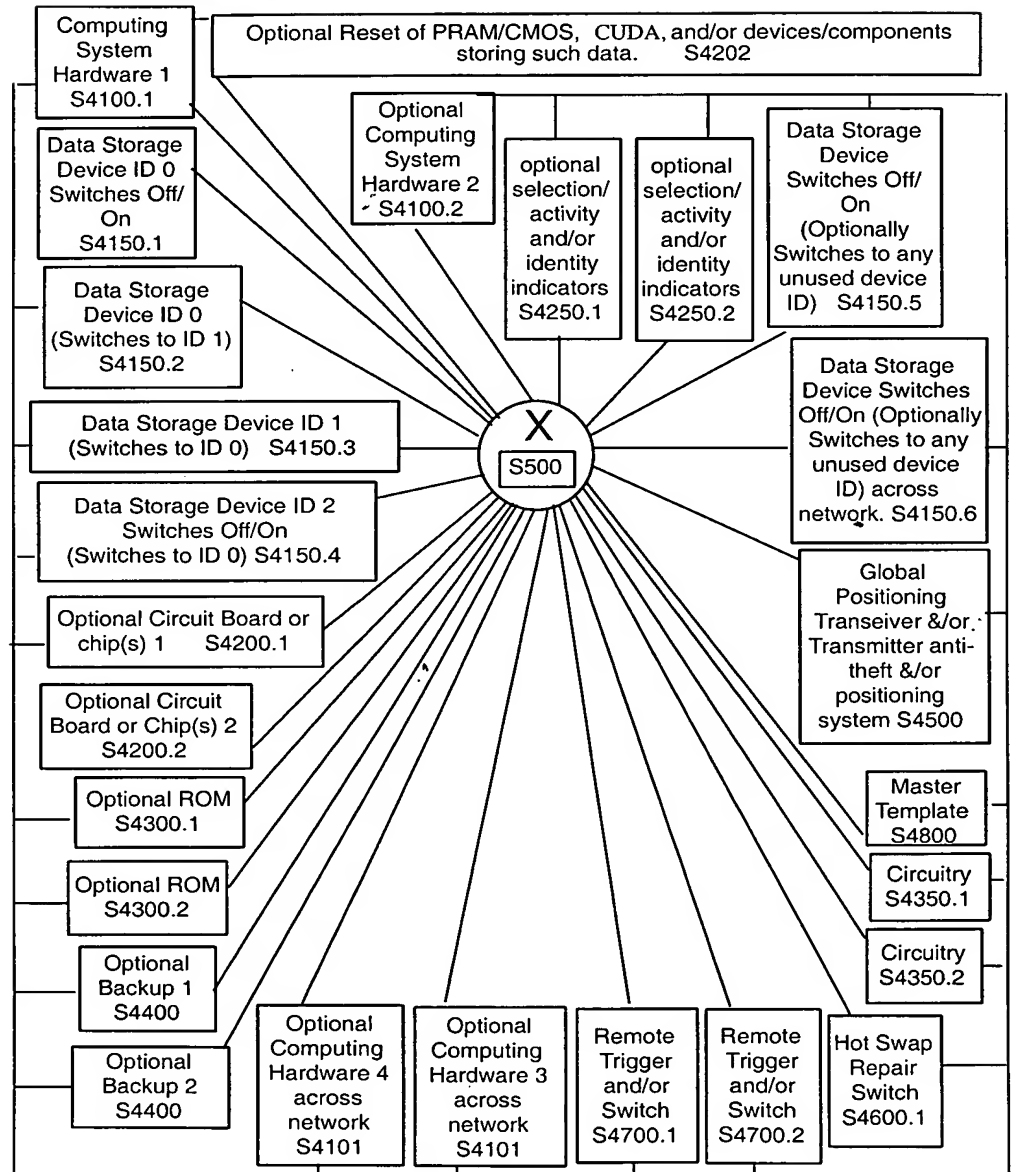 Computing
System
Hardware 1
S4100.1
Optional Reset of PRAM/CMOS, CUDA, and/or devices/components
storing such data. S4202
Data Storage
Device ID 0
Switches Off/
On
S4150.1
Optional
Computing
System
Hardware 2
S4100.2
optional
selection/
activity
and/or
identity
indicators
S4250.1
optional
selection/
activity
and/or
identity
indicators
S4250.2
Data Storage
Device
Switches Off/
On
(Optionally
Switches to any
unused device
ID) S4150.5
Data Storage
Device ID 0
(Switches to ID 1)
S4150.2
Data Storage Device ID 1
(Switches to ID 0) S4150.3
X
S500
Data Storage
Device Switches
Off/On (Optionally
Switches to any
unused device
ID) across
network. S4150.6
Data Storage Device ID 2
Switches Off/On
(Switches to ID 0) S4150.4
Global
Positioning
Transeiver &/or
Transmitter anti-
theft &/or
positioning
system S4500
Optional Circuit Board or
chip(s) 1 S4200.1
Optional Circuit
Board or Chip(s) 2
S4200.2
Optional ROM
S4300.1
Master
Template
S4800
Optional ROM
S4300.2
Circuitry
S4350.1
Optional
Backup 1
S4400
Circuitry
S4350.2
Optional
Backup 2
S4400
Optional
Computing
Hardware 4
across
network
S4101
Optional
Computing
Hardware 3
across
network
S4101
Remote
Trigger
and/or
Switch
S4700.1
Remote
Trigger
and/or
Switch
S4700.2
Hot Swap
Repair
Switch
S4600.1